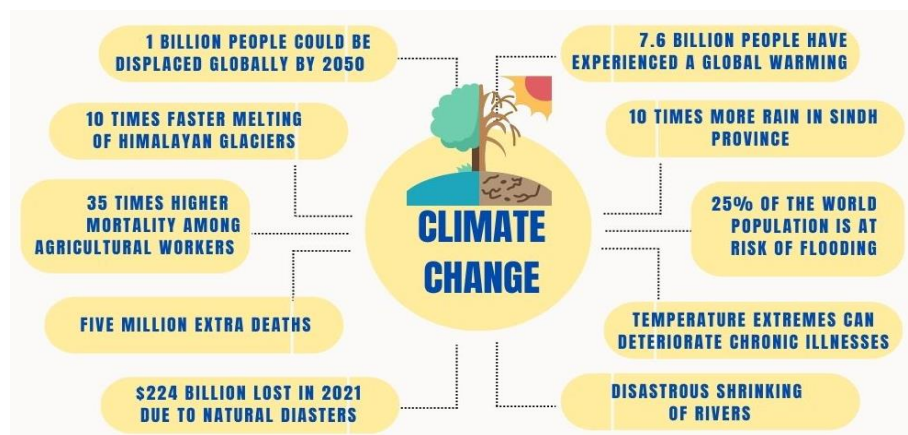 1 BILLION PEOPLE COULD BE
DISPLACED GLOBALLY BY 2050
10 TIMES FASTER MELTING
OF HIMALAYAN GLACIERS
35 TIMES HIGHER
MORTALITY AMONG
AGRICULTURAL WORKERS
FIVE MILLION EXTRA DEATHS
$224 BILLION LOST IN 2021
DUE TO NATURAL DIASTERS
CLIMATE
CHANGE
7.6 BILLION PEOPLE HAVE
EXPERIENCED A GLOBAL WARMING
10 TIMES MORE RAIN IN SINDH
PROVINCE
25% OF THE WORLD
POPULATION IS AT
RISK OF FLOODING
TEMPERATURE EXTREMES CAN
DETERIORATE CHRONIC ILLNESSES
DISASTROUS SHRINKING
OF RIVERS